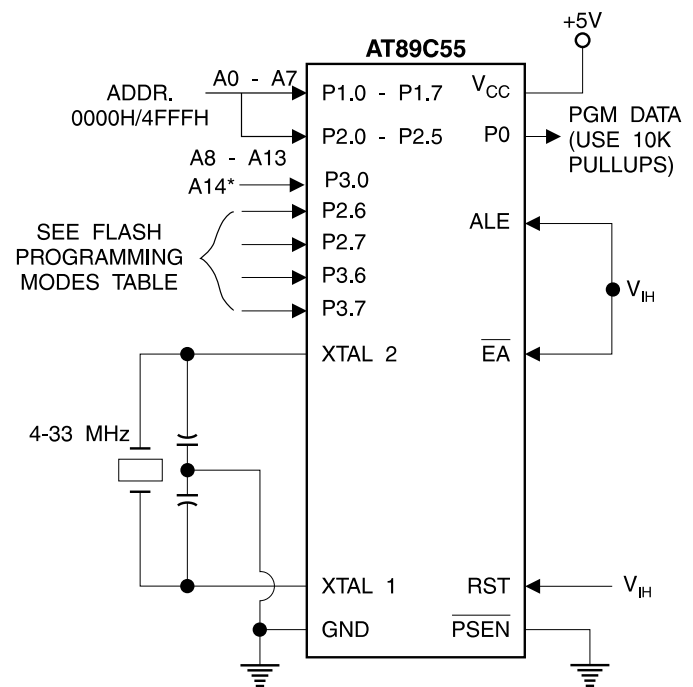 +5V
AT89C55
A0 - A7
ADDR.
0000H/4FFFH
P1.0 - P1.7
VCC
P2.0 - P2.5
P0
PGM DATA
(USE 10K
PULLUPS)
A8 - A13
A14*
P3.0
P2.6
ALE
SEE FLASH
PROGRAMMING
MODES TABLE
P2.7
P3.6
P3.7
VIH
XTAL 2
EA
4-33 MHz
XTAL 1
RST
VIH
GND
PSEN